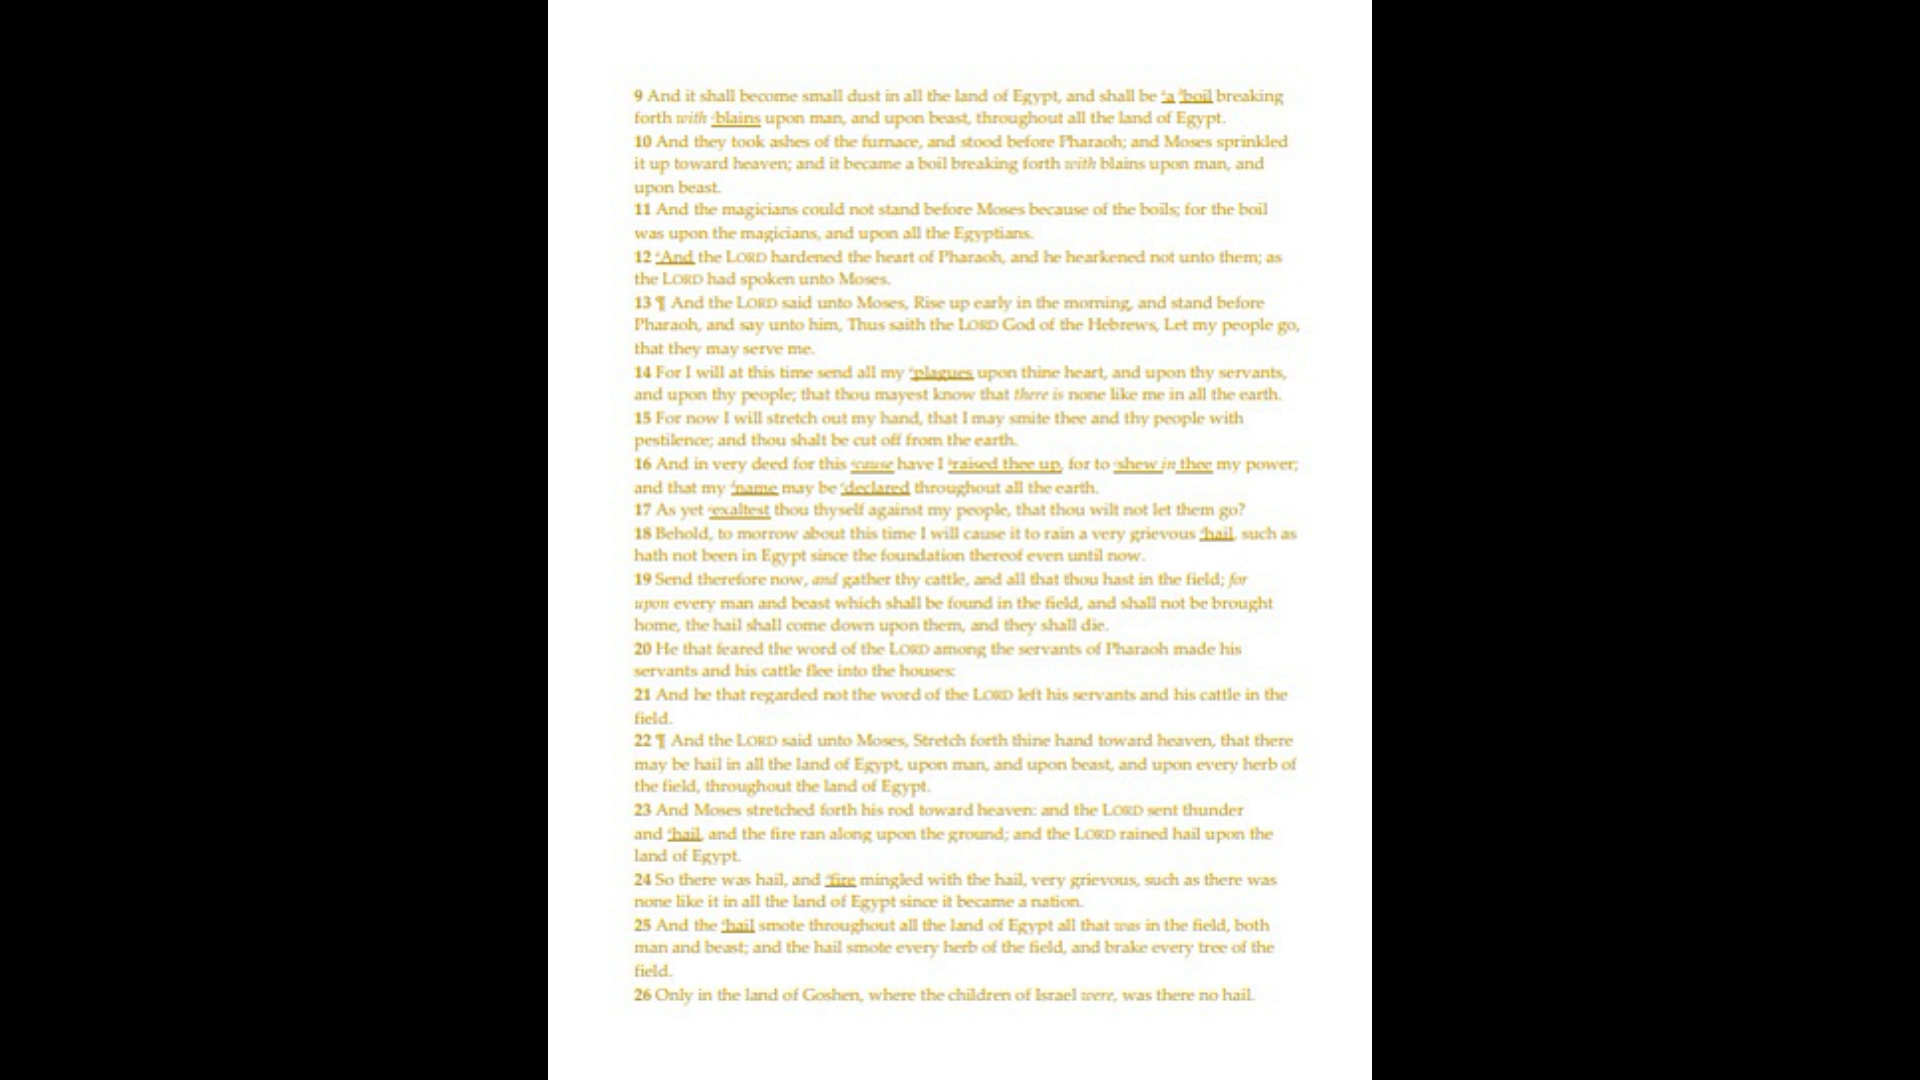 9 And it shall become small dust in all the land of Egypt, and shall be a boil breaking
forth with blains upon man, and upon beast, throughout all the land of Egypt.
10 And they took ashes of the furnace, and stood before Pharaoh; and Moses sprinkled
it up toward heaven; and it became a boil breaking forth with blains upon man, and
upon beast.
11 And the magicians could not stand before Moses because of the boils; for the boil
was upon the magicians, and upon all the Egyptians.
12 And the LORD hardened the heart of Pharaoh, and he hearkened not unto them; as
the LORD had spoken unto Moses.
13 ¶ And the LORD said unto Moses, Rise up early in the morning, and stand before
Pharaoh, and say unto him, Thus saith the LORD God of the Hebrews, Let my people go,
that they may serve me.
14 For I will at this time send all my plagues upon thine heart, and upon thy servants,
and upon thy people; that thou mayest know that there is none like me in all the earth.
15 For now I will stretch out my hand, that I may smite thee and thy people with
pestilence; and thou shalt be cut off from the earth.
16 And in very deed for this cause have I raised thee up, for to shew in thee my power;
and that my name may be declared throughout all the earth.
17 As yet exaltest thou thyself against my people, that thou wilt not let them go?
18 Behold, to morrow about this time I will cause it to rain a very grievous hail, such as
hath not been in Egypt since the foundation thereof even until now.
19 Send therefore now, and gather thy cattle, and all that thou hast in the field; for
upon every man and beast which shall be found in the field, and shall not be brought
home, the hail shall come down upon them, and they shall die.
20 He that feared the word of the LORD among the servants of Pharaoh made his
servants and his cattle flee into the houses:
21 And he that regarded not the word of the LORD left his servants and his cattle in the
field.
22 ¶ And the LORD said unto Moses, Stretch forth thine hand toward heaven, that there
may be hail in all the land of Egypt, upon man, and upon beast, and upon every herb of
the field, throughout the land of Egypt.
23 And Moses stretched forth his rod toward heaven: and the LORD sent thunder
and hail, and the fire ran along upon the ground; and the LORD rained hail upon the
land of Egypt.
24 So there was hail, and fire mingled with the hail, very grievous, such as there was
none like it in all the land of Egypt since it became a nation.
25 And the hail smote throughout all the land of Egypt all that was in the field, both
man and beast; and the hail smote every herb of the field, and brake every tree of the
field.
26 Only in the land of Goshen, where the children of Israel were, was there no hail.